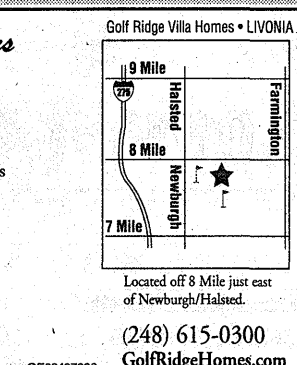 Golf Ridge Villa Homes • LIVONIA
9 Mile
275
Halsted
Farmington
8 Mile
Newburgh
7 Mile
Located off 8 Mile just east
of Newburgh/Halsted.
(248) 615-0300
GolfRidgeHomes.com